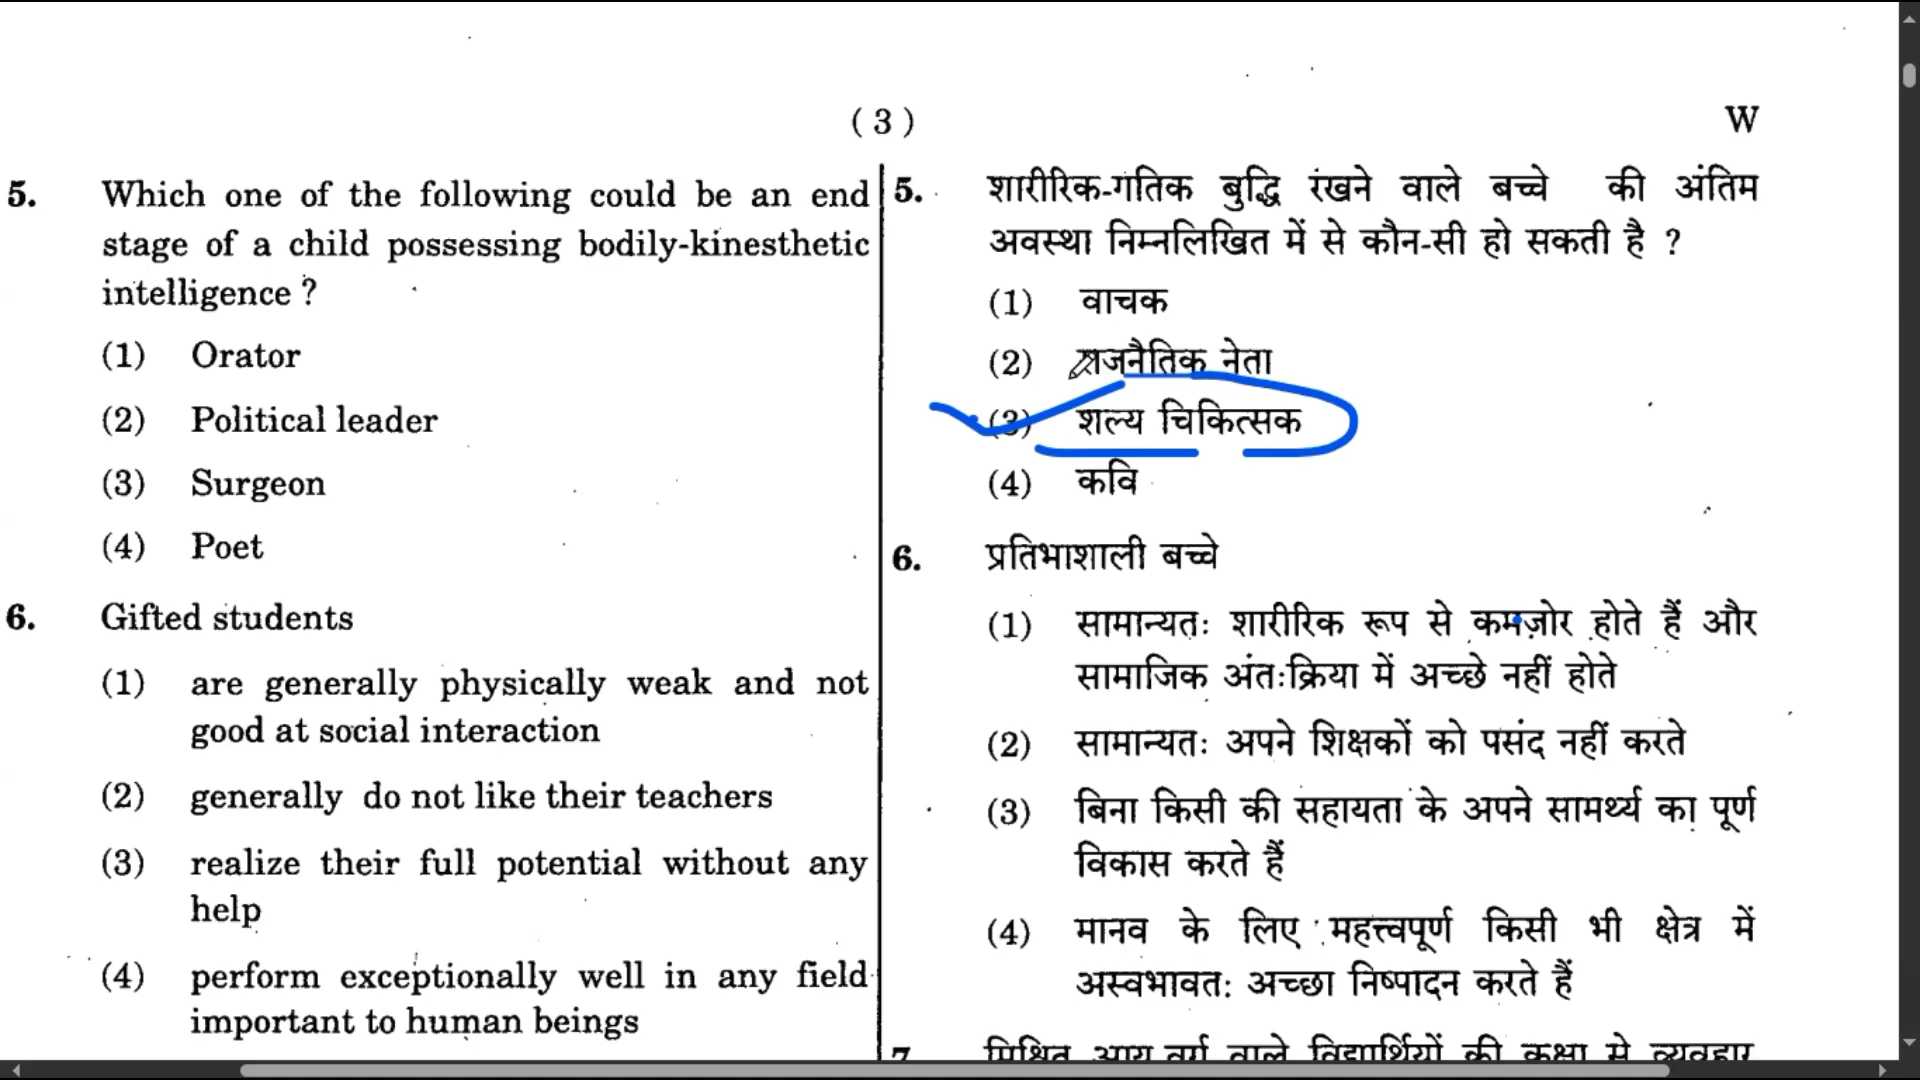 ( 3 )
W
5. Which one of the following could be an end
stage of a child possessing bodily-kinesthetic
intelligence ?
(1) Orator
(2) Political leader
(3) Surgeon
(4) Poet
6. Gifted students
(1) are generally physically weak and not
good at social interaction
(2) generally do not like their teachers
(3) realize their full potential without any
help
(4) perform exceptionally well in any field
important to human beings
5. शारीरिक-गतिक बुद्धि रखने वाले बच्चे की अंतिम
अवस्था निम्नलिखित में से कौन-सी हो सकती है ?
(1) वाचक
(2) राजनैतिक नेता
(3) शल्य चिकित्सक
(4) कवि
6. प्रतिभाशाली बच्चे
(1) सामान्यतः शारीरिक रूप से कमज़ोर होते हैं और
सामाजिक अंतःक्रिया में अच्छे नहीं होते
(2) सामान्यतः अपने शिक्षकों को पसंद नहीं करते
(3) बिना किसी की सहायता के अपने सामर्थ्य का पूर्ण
विकास करते हैं
(4) मानव के लिए महत्त्वपूर्ण किसी भी क्षेत्र में
अस्वभावतः अच्छा निष्पादन करते हैं
7. मिश्रित आय वर्ग वाले विद्यार्थियों की कक्षा से व्यवहार